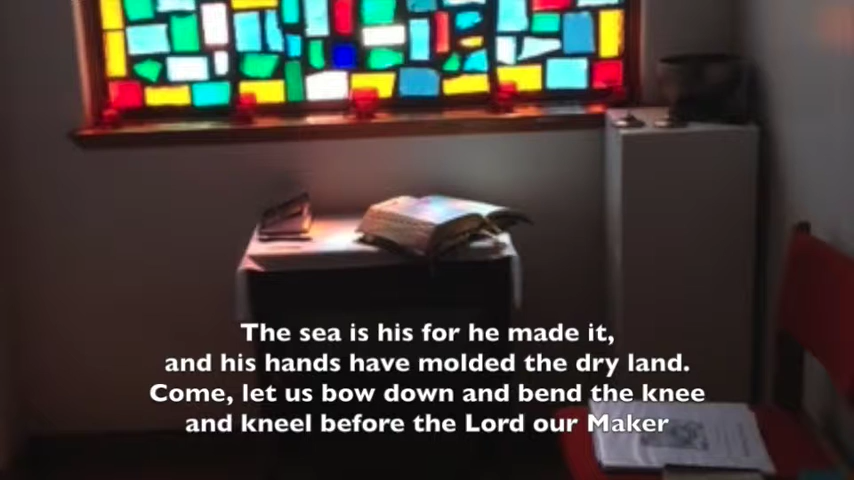 The sea is his for he made it,
and his hands have molded the dry land.
Come, let us bow down and bend the knee
and kneel before the Lord our Maker